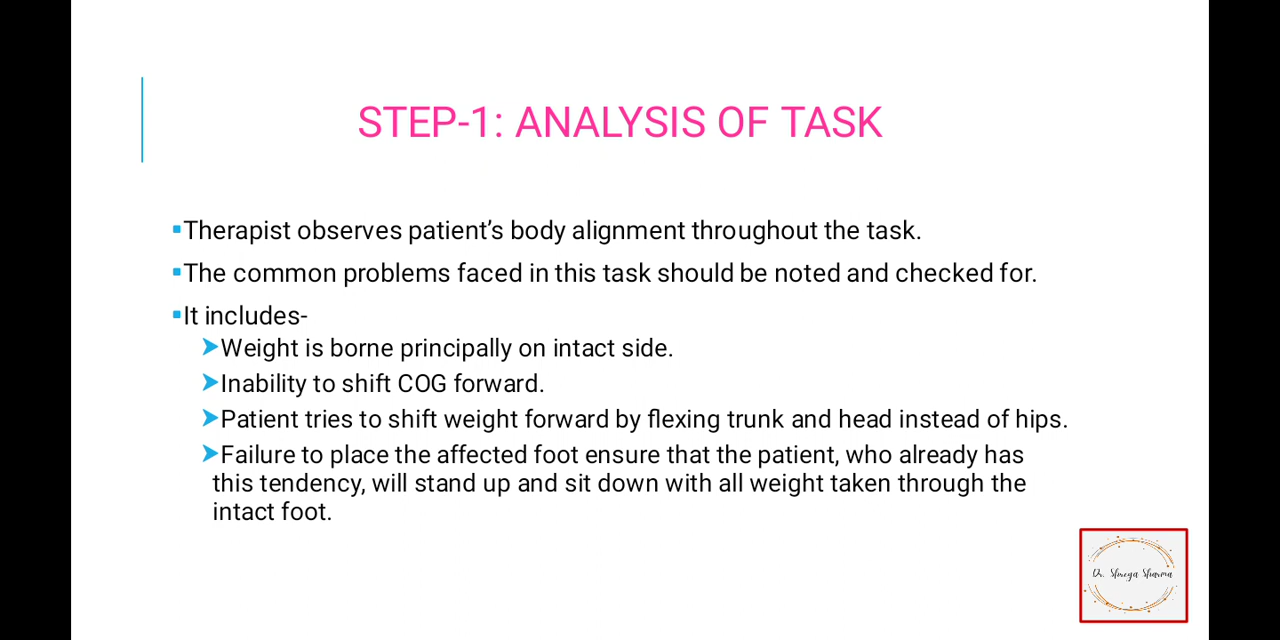 STEP-1: ANALYSIS OF TASK
▪Therapist observes patient’s body alignment throughout the task.
▪The common problems faced in this task should be noted and checked for.
▪It includes-
➤Weight is borne principally on intact side.
➤Inability to shift COG forward.
➤Patient tries to shift weight forward by flexing trunk and head instead of hips.
➤Failure to place the affected foot ensure that the patient, who already has
this tendency, will stand up and sit down with all weight taken through the
intact foot.
Dr. Shreya Sharma